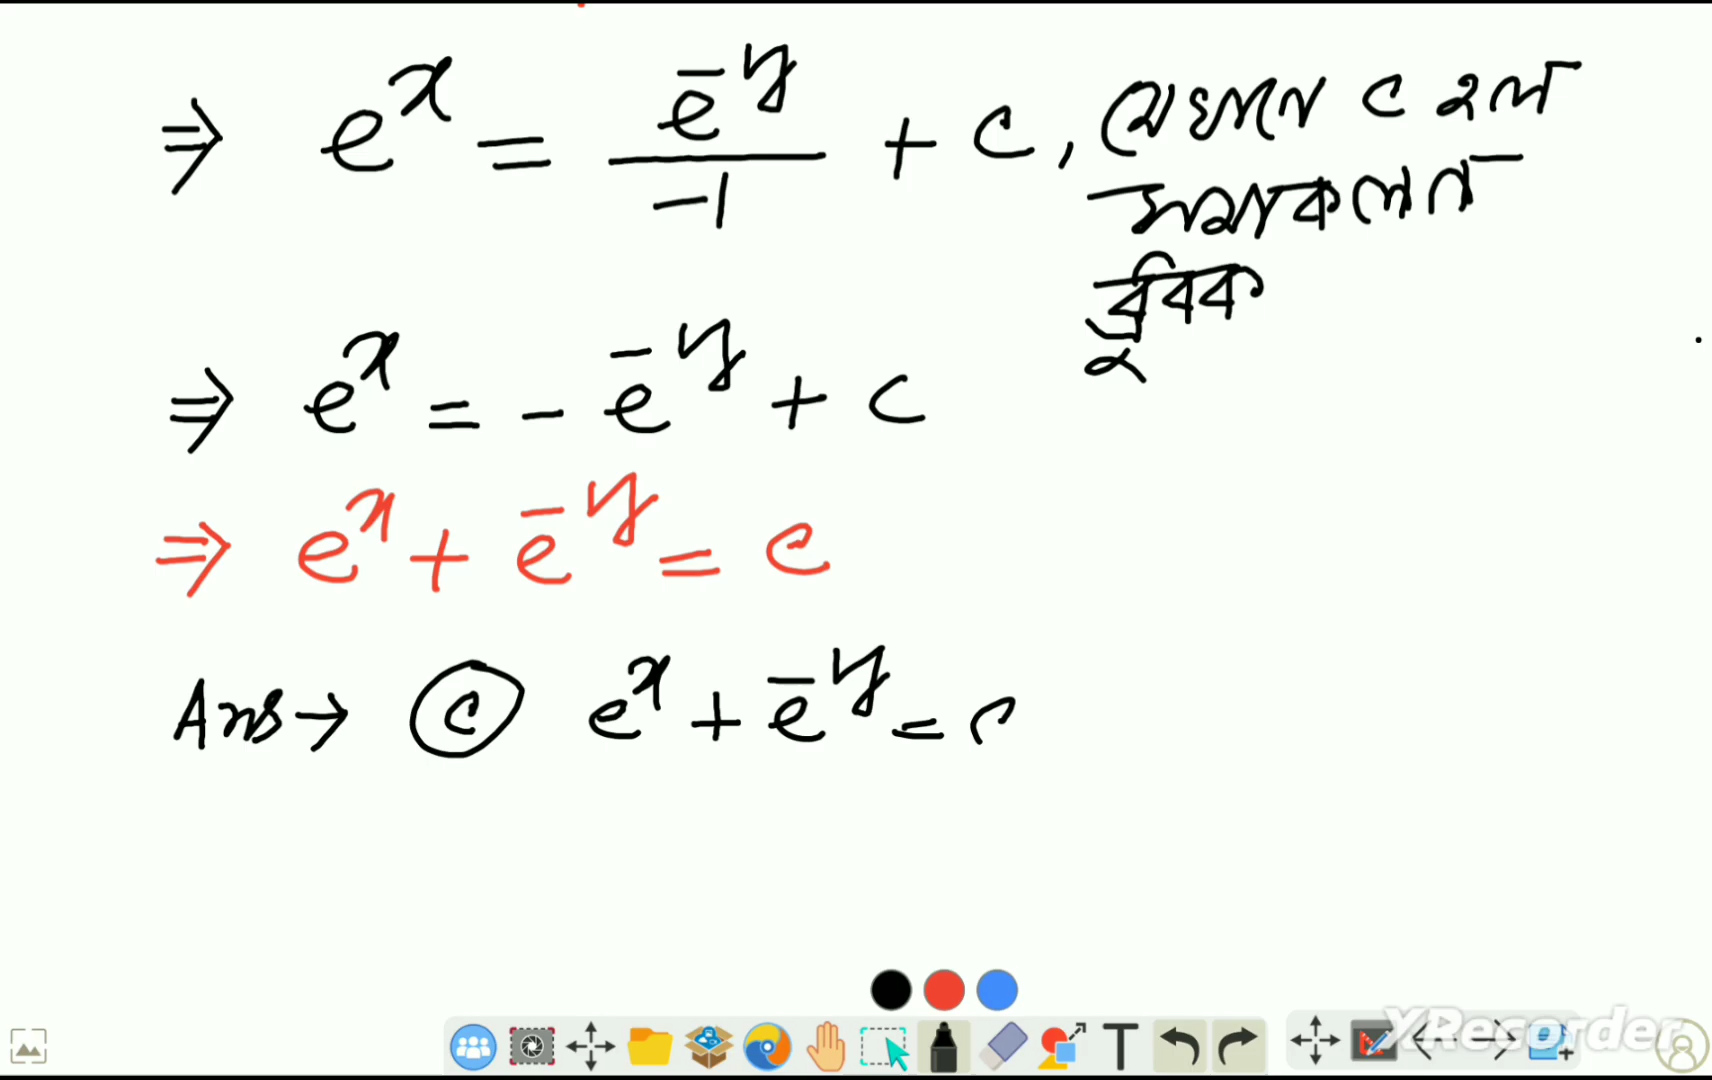 ⇒ e^x = e^-y / -1 + c, যেখানে c হল
সমাকলন
ধ্রুবক
⇒ e^x = - e^-y + c
⇒ e^x + e^-y = c
Ans → ⓒ e^x + e^-y = c
XRecorder